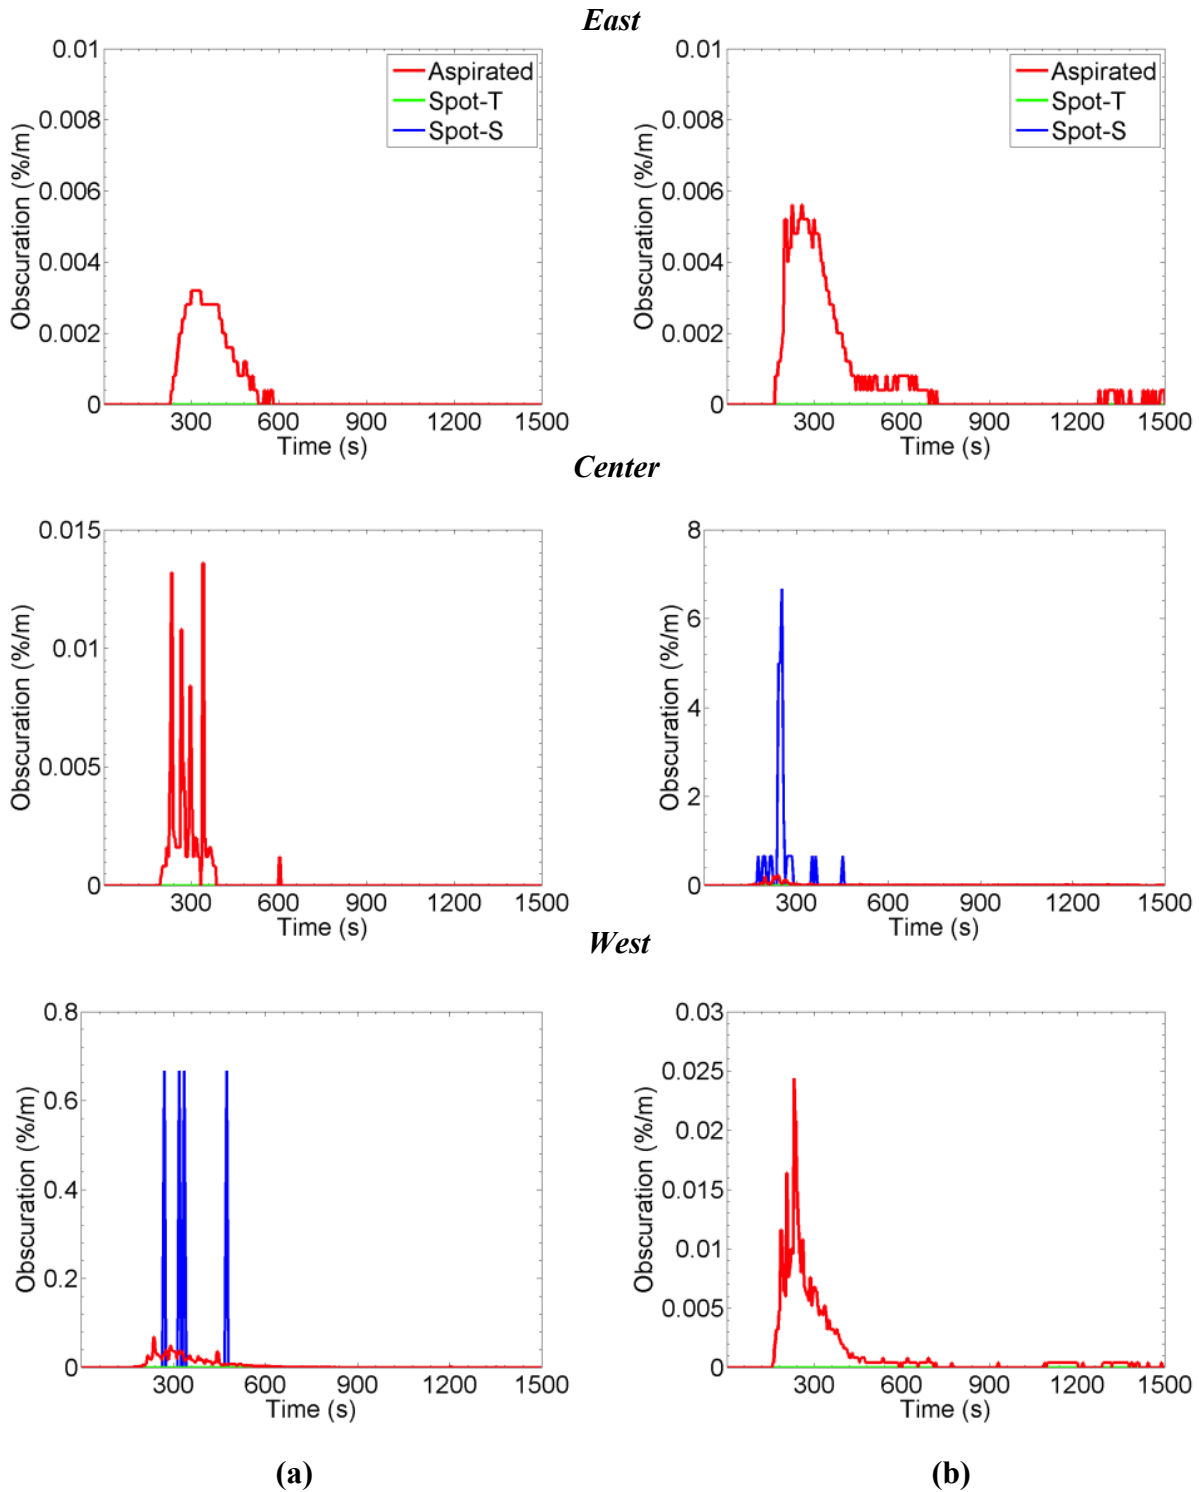 East
0.01
0.008
0.006
0.004
0.002
0
Obscuration (%/m)
300 600 900 1200 1500
Time (s)
Aspirated
Spot-T
Spot-S
0.01
0.008
0.006
0.004
0.002
0
Obscuration (%/m)
300 600 900 1200 1500
Time (s)
Aspirated
Spot-T
Spot-S
Center
0.015
0.01
0.005
0
Obscuration (%/m)
300 600 900 1200 1500
Time (s)
8
6
4
2
0
Obscuration (%/m)
300 600 900 1200 1500
Time (s)
West
0.8
0.6
0.4
0.2
0
Obscuration (%/m)
300 600 900 1200 1500
Time (s)
0.03
0.025
0.02
0.015
0.01
0.005
0
Obscuration (%/m)
300 600 900 1200 1500
Time (s)
(a)
(b)